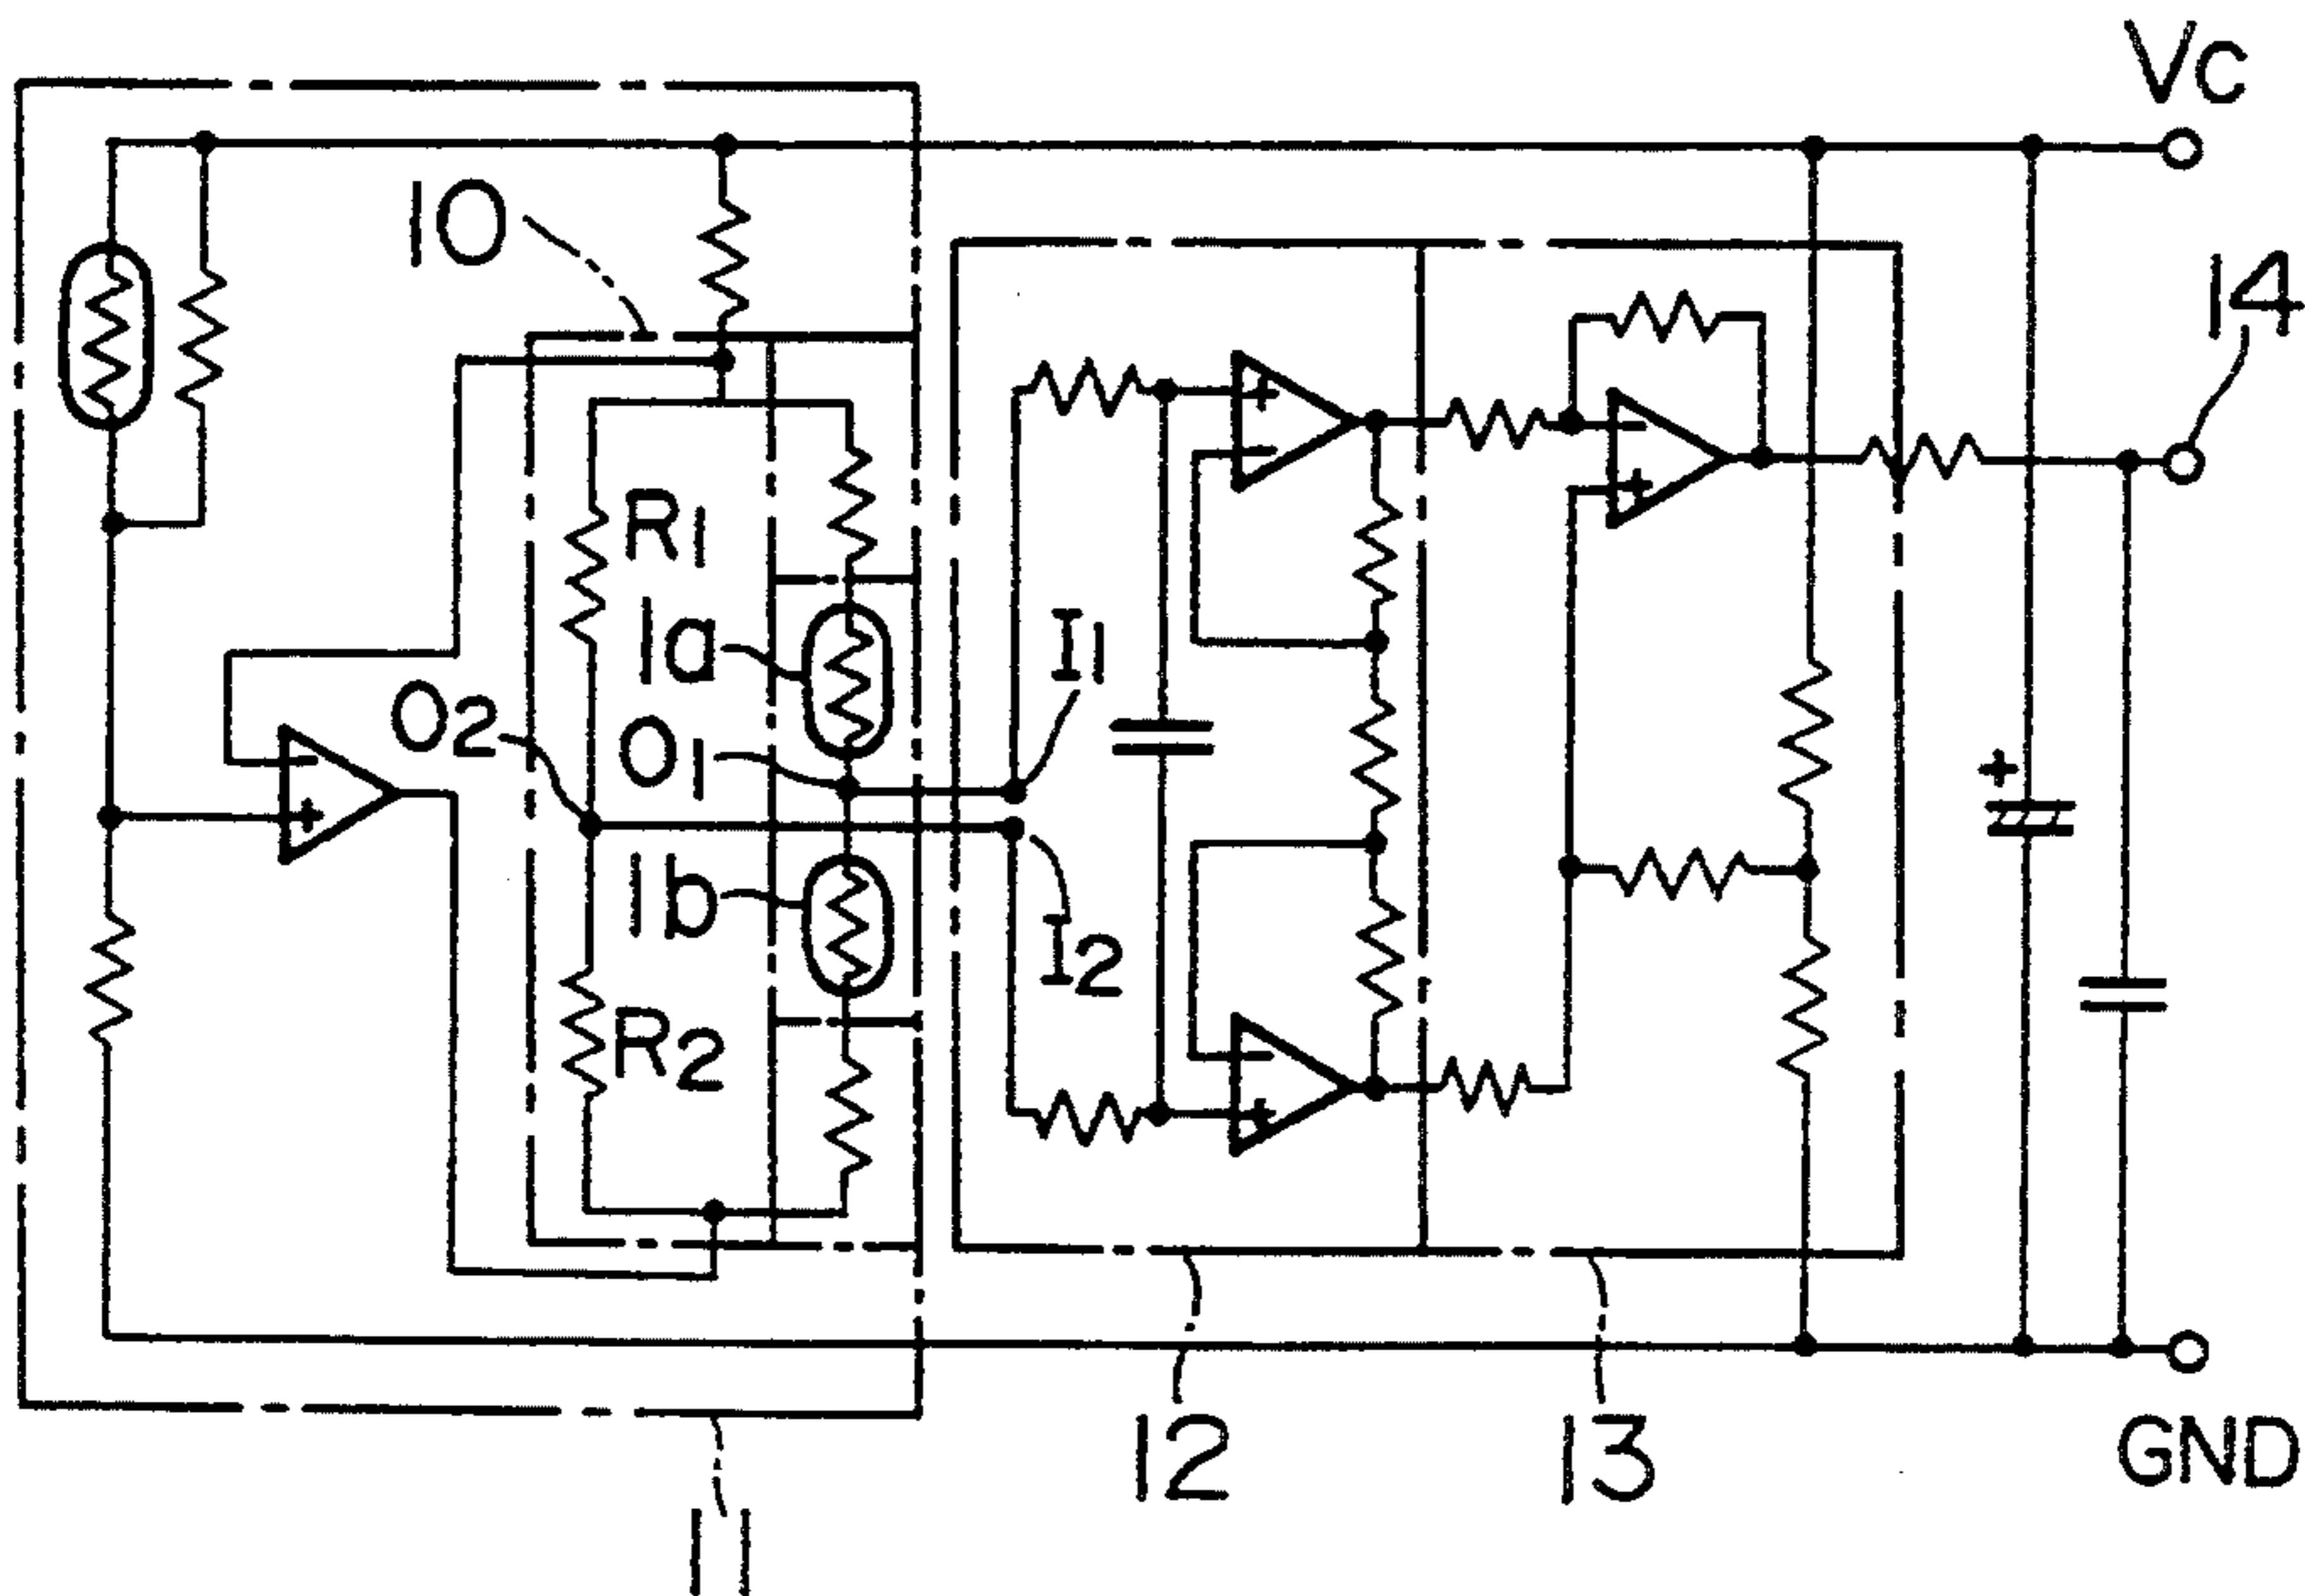 Vc
10
14
R1
1a
I1
O2
O1
1b
I2
R2
+
+
-
-
+
-
+
-
+
+
12
13
GND
11